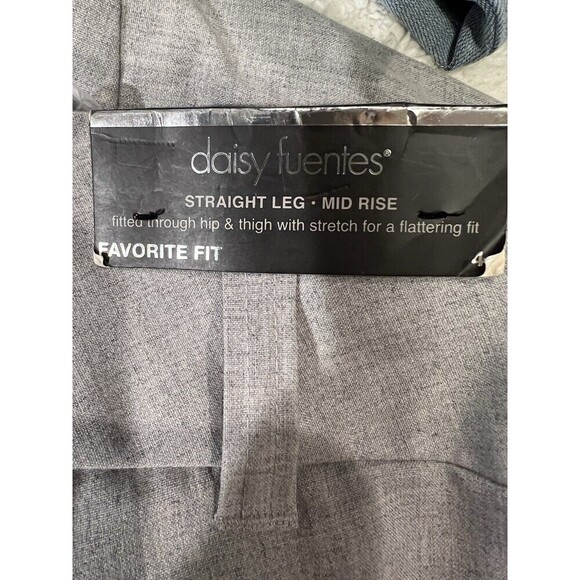 daisy fuentes®
STRAIGHT LEG • MID RISE
fitted through hip & thigh with stretch for a flattering fit
FAVORITE FIT 4